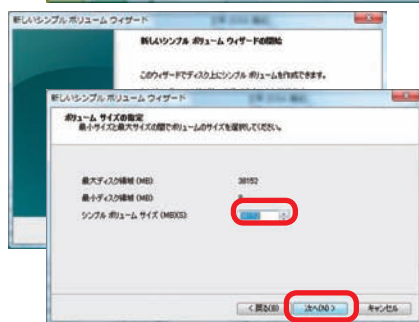 新しいシンプル ボリューム ウィザード
新しいシンプル ボリューム ウィザードの開始
このウィザードでディスク上にシンプル ボリュームを作成できます。
新しいシンプル ボリューム ウィザード
ボリューム サイズの指定
最小サイズと最大サイズの間でボリュームのサイズを選択してください。
最大ディスク領域 (MB)
38152
最小ディスク領域 (MB)
シンプル ボリューム サイズ (MB)(S)
< 戻る(B)
次へ(N) >
キャンセル